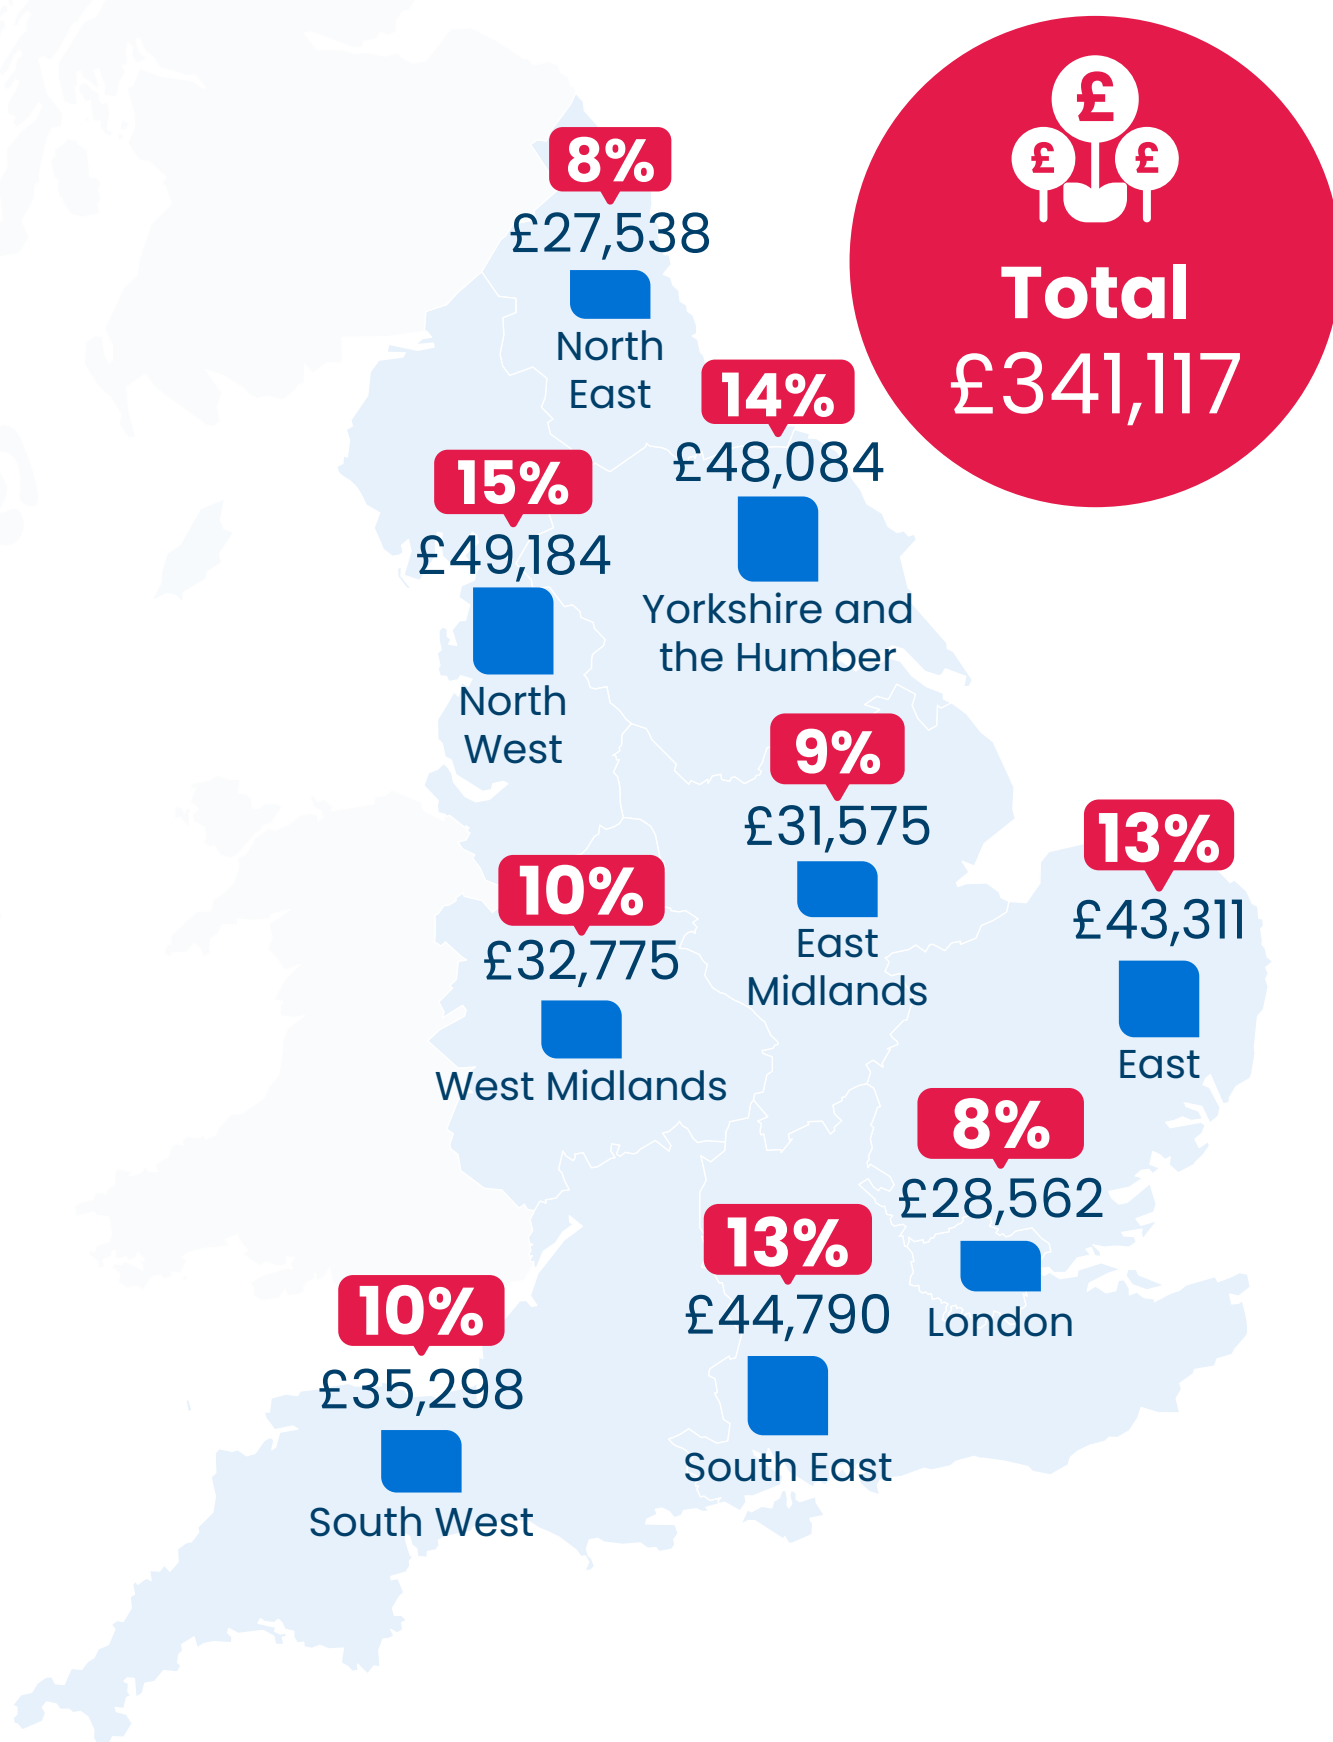 £
£
£
Total
£341,117
8%
£27,538
North
East
14%
£48,084
Yorkshire and
the Humber
15%
£49,184
North
West
9%
£31,575
East
Midlands
13%
£43,311
East
10%
£32,775
West Midlands
8%
£28,562
London
13%
£44,790
South East
10%
£35,298
South West